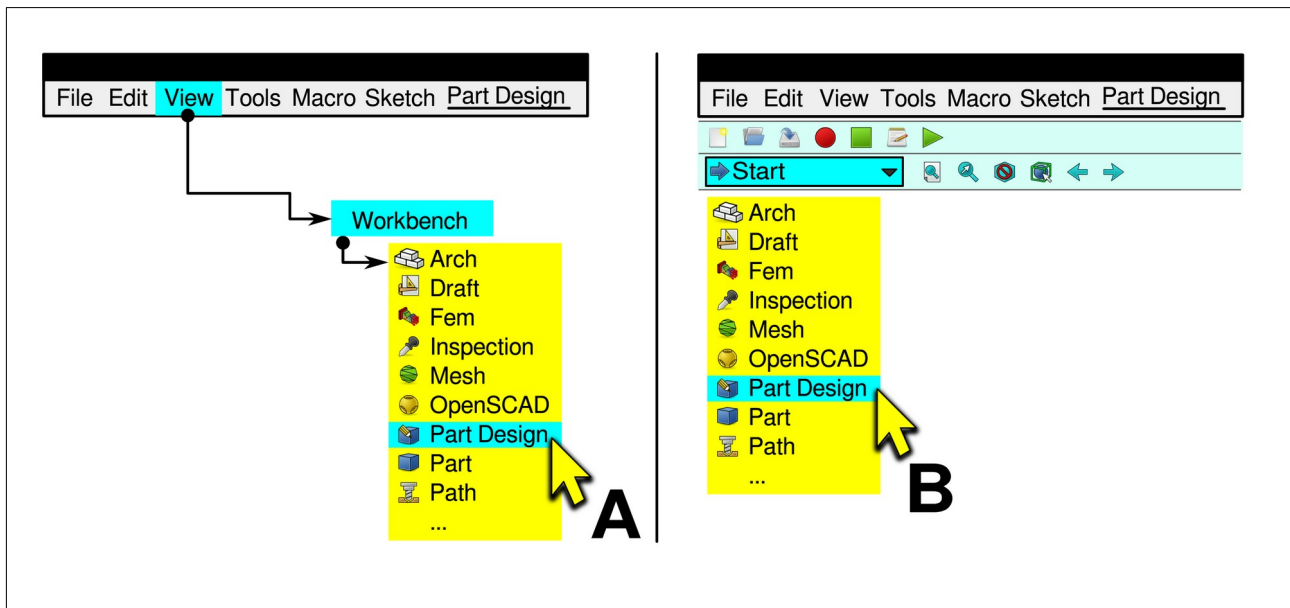 File Edit View Tools Macro Sketch Part Design
Workbench
Arch
Draft
Fem
Inspection
Mesh
OpenSCAD
Part Design
Part
Path
...
A
File Edit View Tools Macro Sketch Part Design
Start
Arch
Draft
Fem
Inspection
Mesh
OpenSCAD
Part Design
Part
Path
...
B